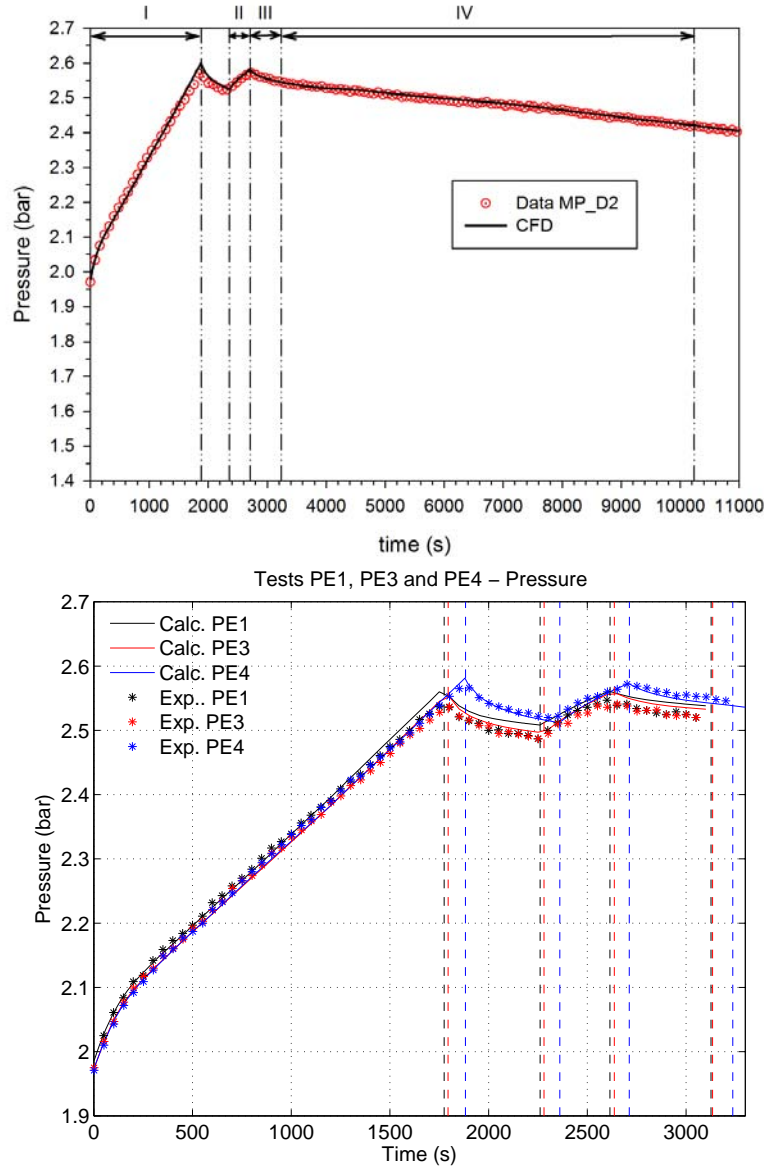 I II III IV
2.7
2.6
2.5
2.4
2.3
2.2
2.1
2.0
1.9
1.8
1.7
1.6
1.5
1.4
Pressure (bar)
Data MP_D2
CFD
0 1000 2000 3000 4000 5000 6000 7000 8000 9000 10000 11000
time (s)
Tests PE1, PE3 and PE4 – Pressure
2.7
2.6
2.5
2.4
2.3
2.2
2.1
2
1.9
Pressure (bar)
Calc. PE1
Calc. PE3
Calc. PE4
Exp.. PE1
Exp. PE3
Exp. PE4
0 500 1000 1500 2000 2500 3000
Time (s)